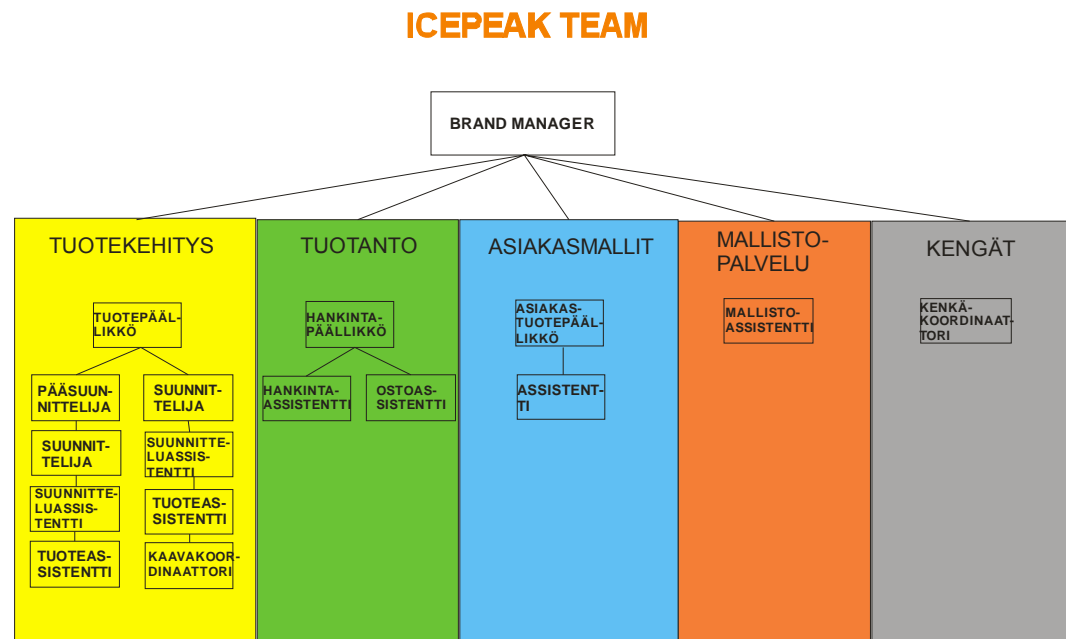 ICEPEAK TEAM
BRAND MANAGER
TUOTEKEHITYS
TUOTEPÄÄL-
LIKKÖ
PÄÄSUUN-
NITTELIJA
SUUNNIT-
TELIJA
SUUNNITTE-
LUASSIS-
TENTTI
TUOTEAS-
SISTENTTI
SUUNNIT-
TELIJA
SUUNNITTE-
LUASSIS-
TENTTI
TUOTEAS-
SISTENTTI
KAAVAKOOR-
DINAATTORI
TUOTANTO
HANKINTA-
PÄÄLLIKKÖ
HANKINTA-
ASSISTENTTI
OSTOAS-
SISTENTTI
ASIAKASMALLIT
ASIAKAS-
TUOTEPÄÄL-
LIKKÖ
ASSISTENT-
TI
MALLISTO-
PALVELU
MALLISTO-
ASSISTENTTI
KENGÄT
KENKÄ-
KOORDINAAT-
TORI